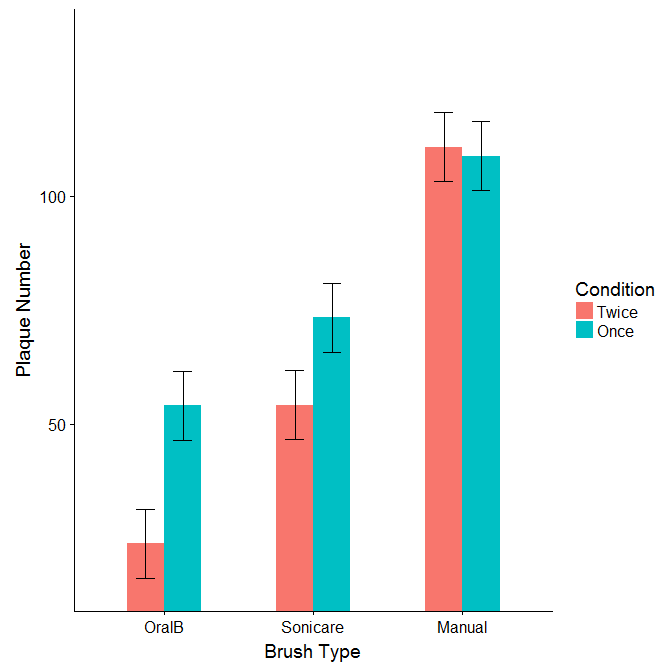 100
50
Plaque Number
OralB
Sonicare
Manual
Brush Type
Condition
Twice
Once